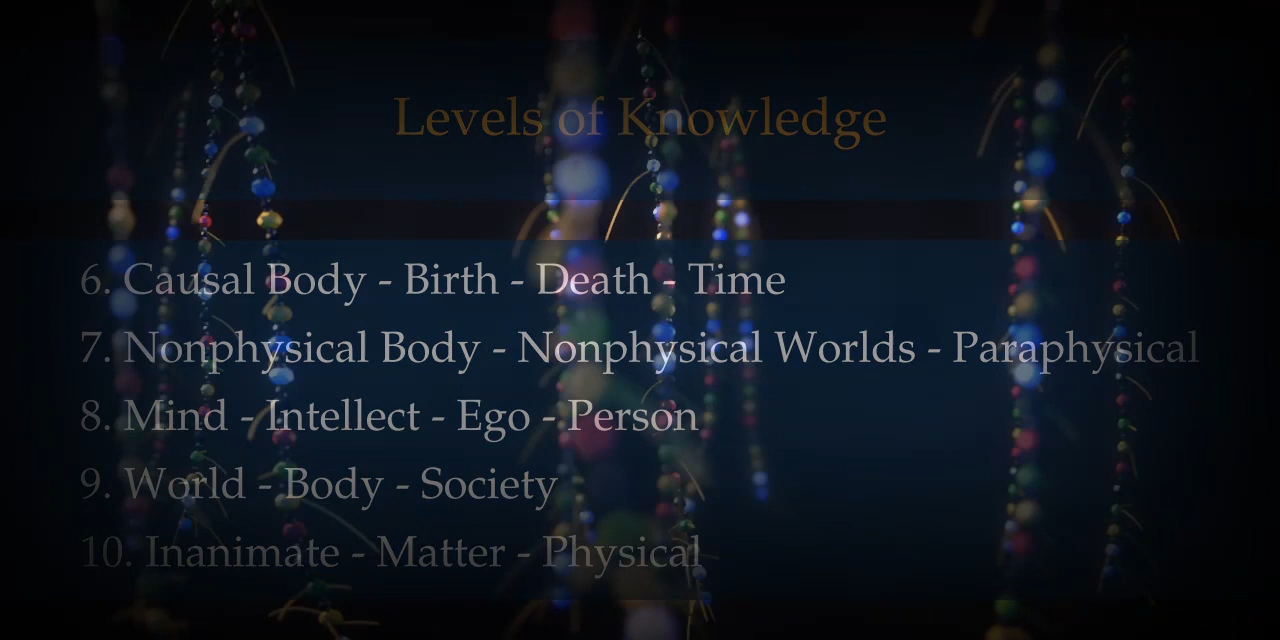 Levels of Knowledge
6. Causal Body - Birth - Death - Time
7. Nonphysical Body - Nonphysical Worlds - Paraphysical
8. Mind - Intellect - Ego - Person
9. World - Body - Society
10. Inanimate - Matter - Physical